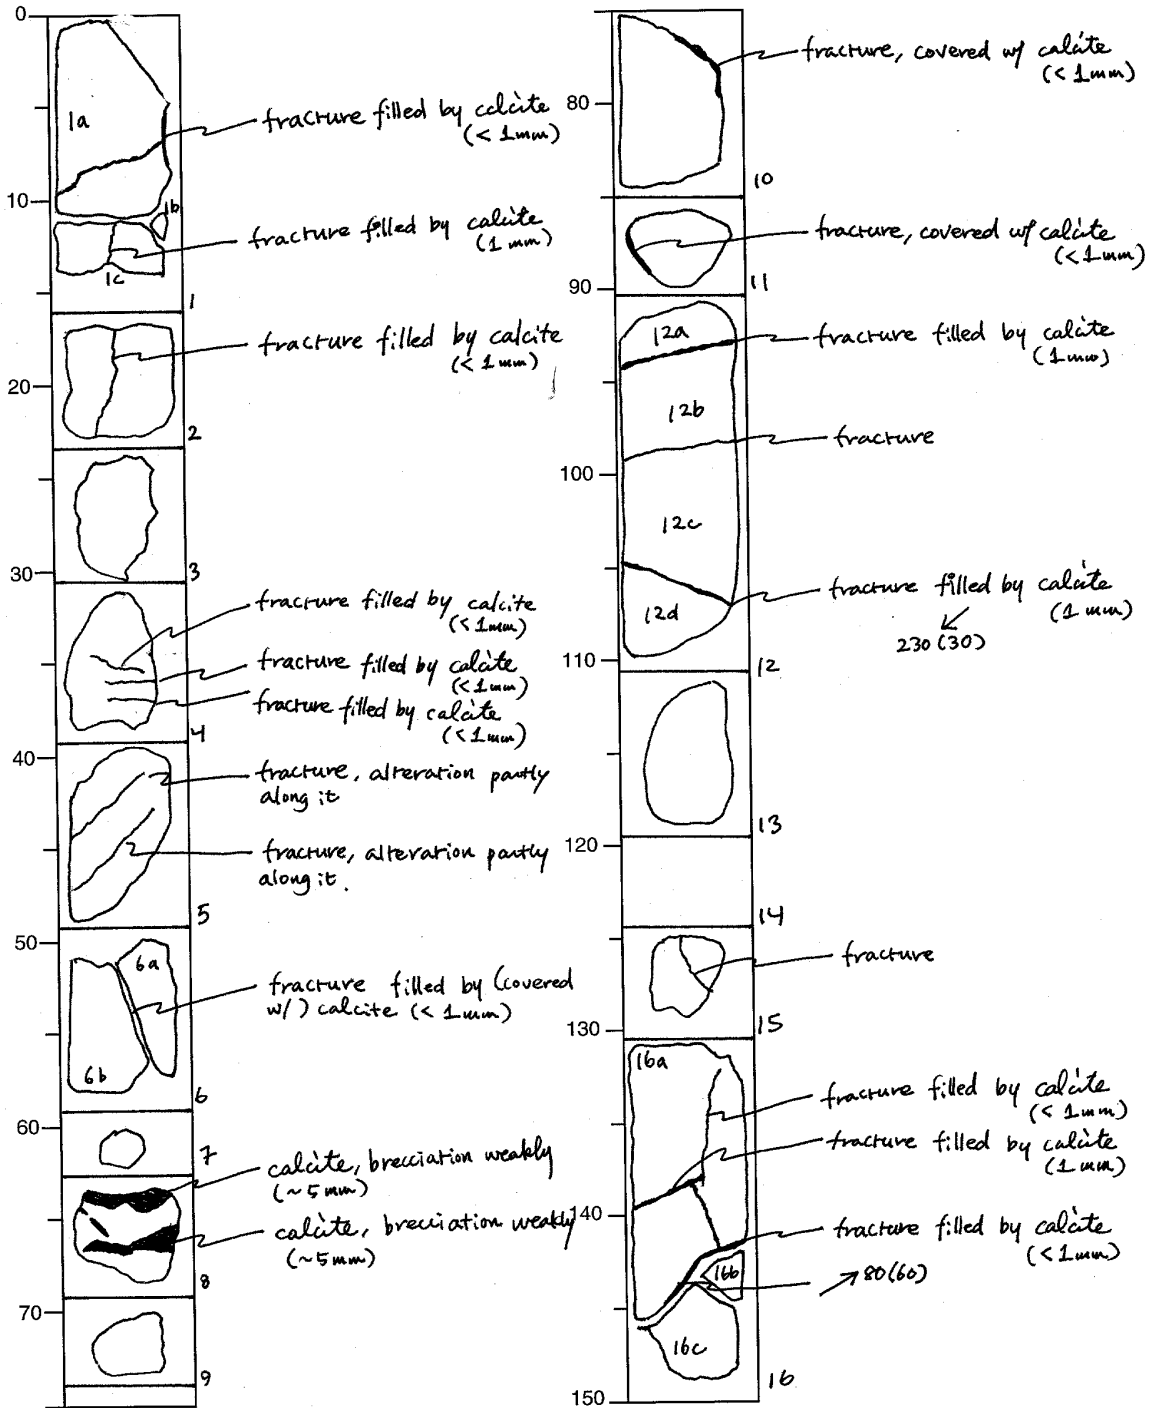 0
1a
fracture filled by calcite
(< 1mm)
10
1b
fracture filled by calcite
(1 mm)
1c
1
fracture filled by calcite
(< 1mm)
20
2
30
3
fracture filled by calcite
(< 1mm)
fracture filled by calcite
(< 1mm)
fracture filled by calcite
(< 1mm)
4
40
fracture, alteration partly
along it
fracture, alteration partly
along it.
5
50
6a
fracture filled by (covered
w/) calcite (< 1mm)
6b
6
60
7
calcite, brecciation weakly
(~5mm)
calcite, brecciation weakly
(~5mm)
8
70
9
fracture, covered w/ calcite
(< 1mm)
80
10
fracture, covered w/ calcite
(< 1mm)
11
90
12a
fracture filled by calcite
(1mm)
12b
fracture
100
12c
fracture filled by calcite
(1mm)
12d
230 (30)
110
12
13
120
14
fracture
15
130
16a
fracture filled by calcite
(< 1mm)
fracture filled by calcite
(1mm)
140
fracture filled by calcite
(<1mm)
16b
80(60)
16c
16
150